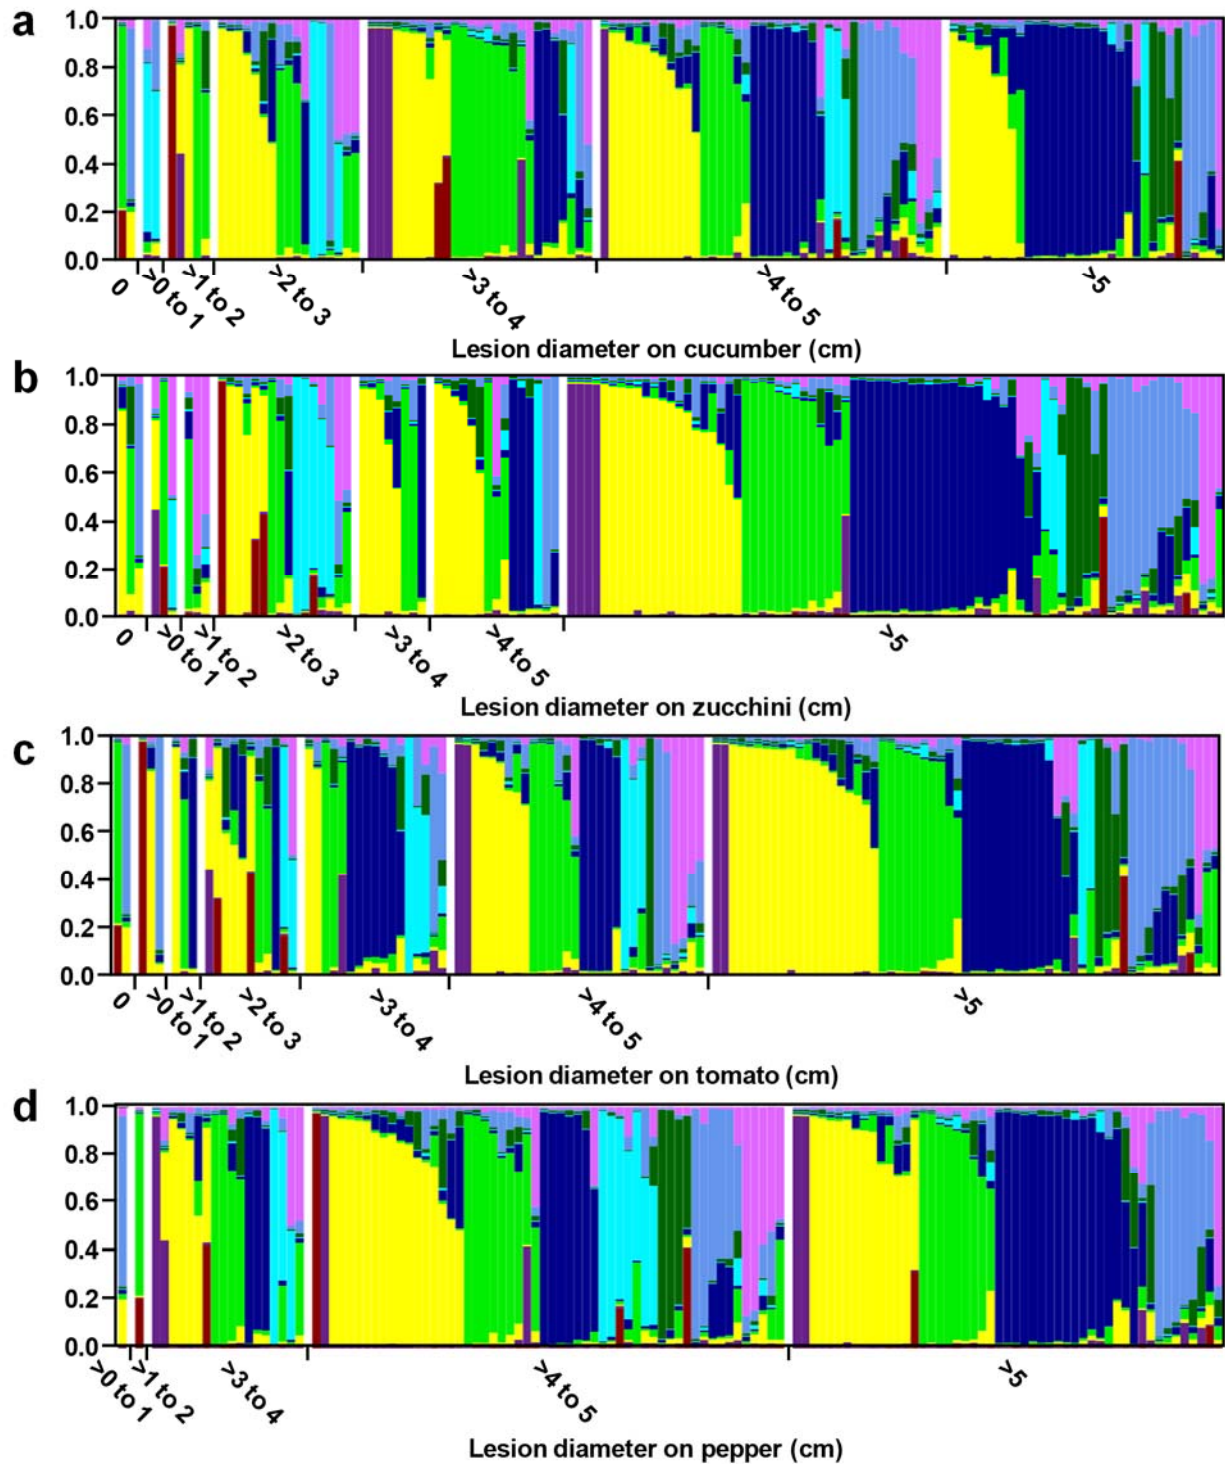 a
1.0
0.8
0.6
0.4
0.2
0.0
0 >0 to 1 >1 to 2 >2 to 3 >3 to 4 >4 to 5 >5
Lesion diameter on cucumber (cm)
b
1.0
0.8
0.6
0.4
0.2
0.0
0 >0 to 1 >1 to 2 >2 to 3 >3 to 4 >4 to 5 >5
Lesion diameter on zucchini (cm)
c
1.0
0.8
0.6
0.4
0.2
0.0
0 >0 to 1 >1 to 2 >2 to 3 >3 to 4 >4 to 5 >5
Lesion diameter on tomato (cm)
d
1.0
0.8
0.6
0.4
0.2
0.0
>0 to 1 >1 to 2 >3 to 4 >4 to 5 >5
Lesion diameter on pepper (cm)